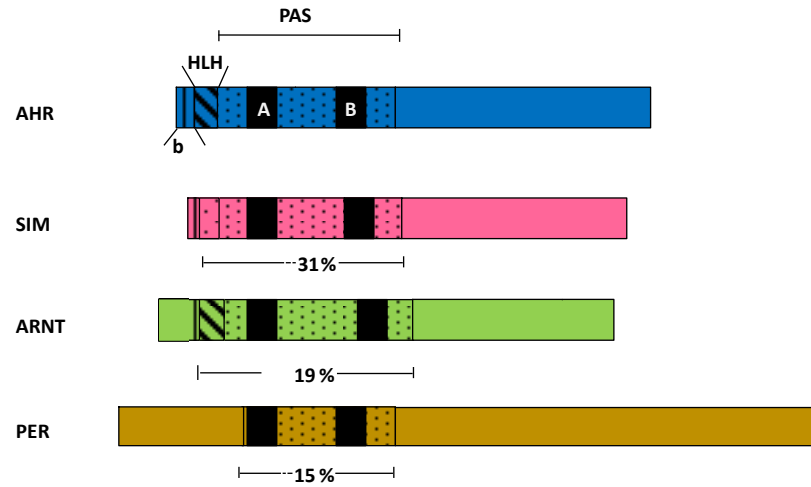 PAS
HLH
AHR
A B
b
SIM
31%
ARNT
19%
PER
15%